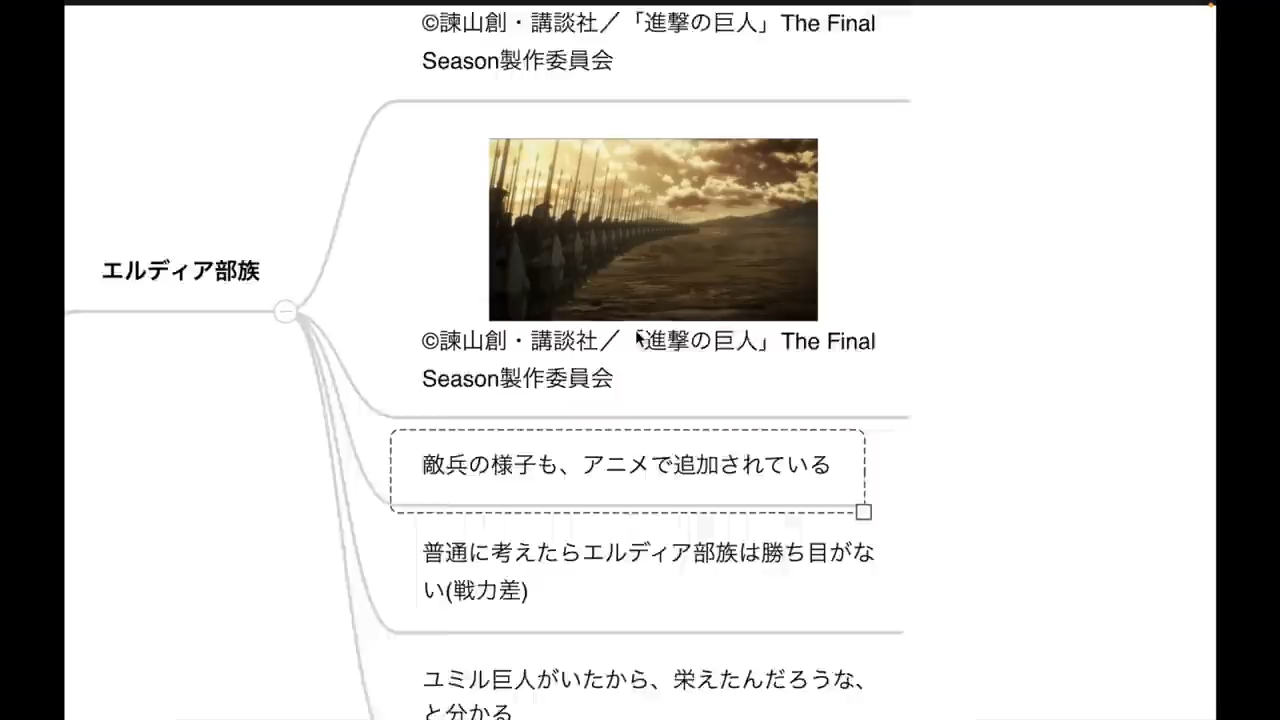 ©諫山創・講談社／「進撃の巨人」The Final
Season製作委員会
エルディア部族
©諫山創・講談社／「進撃の巨人」The Final
Season製作委員会
敵兵の様子も、アニメで追加されている
普通に考えたらエルディア部族は勝ち目がな
い(戦力差)
ユミル巨人がいたから、栄えたんだろうな、
と分かる